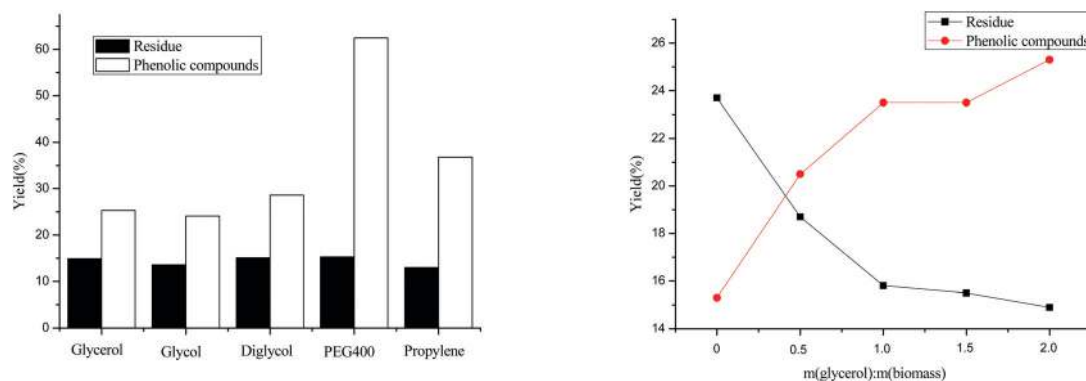 Yield(%)
60
50
40
30
20
10
0
Residue
Phenolic compounds
Glycerol Glycol Diglycol PEG400 Propylene
Yield(%)
26
24
22
20
18
16
14
Residue
Phenolic compounds
0 0.5 1.0 1.5 2.0
m(glycerol):m(biomass)